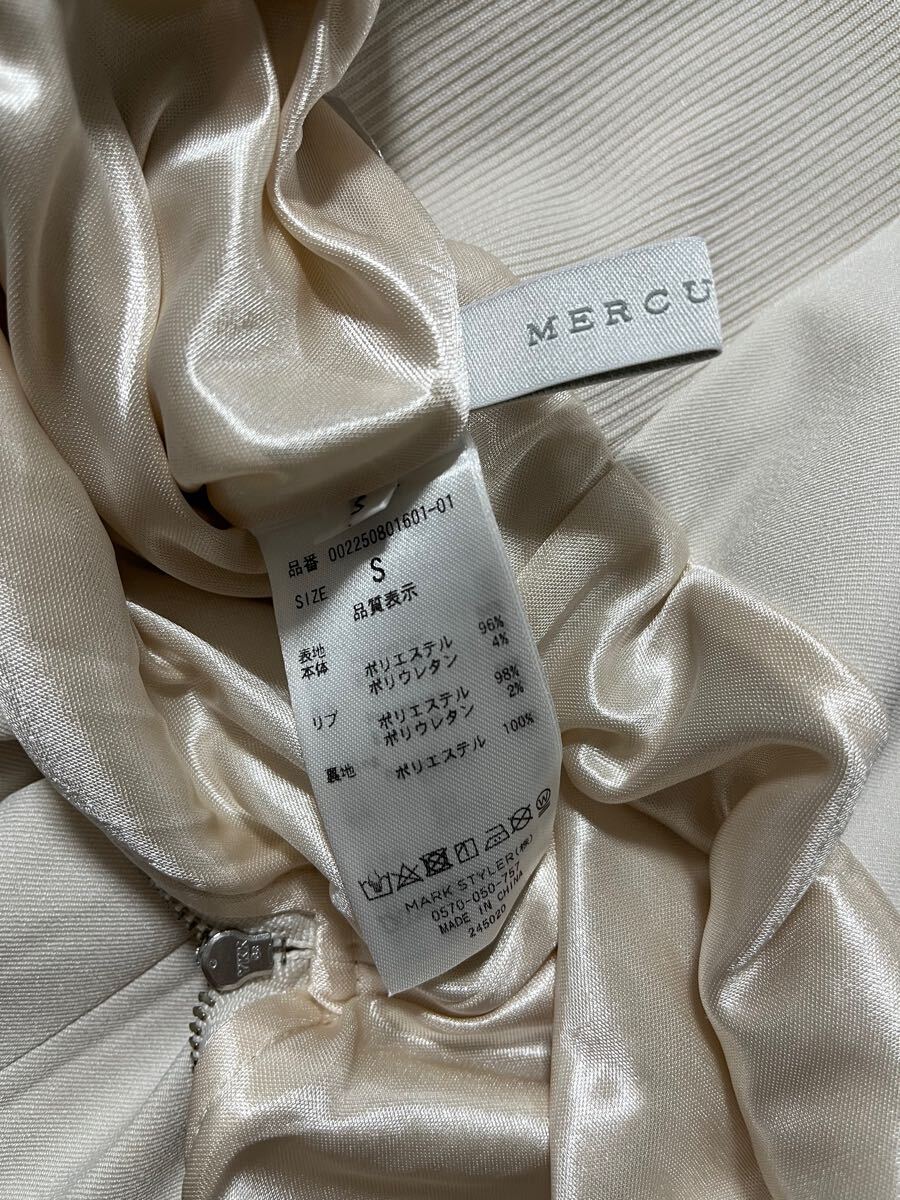 MERCU
S
品番 002250801601-01
SIZE S
品質表示
表地
本体 ポリエステル 96%
ポリウレタン 4%
リブ ポリエステル 98%
ポリウレタン 2%
裏地 ポリエステル 100%
MARK STYLER(株)
0570-050-757
MADE IN CHINA
245020
YKK